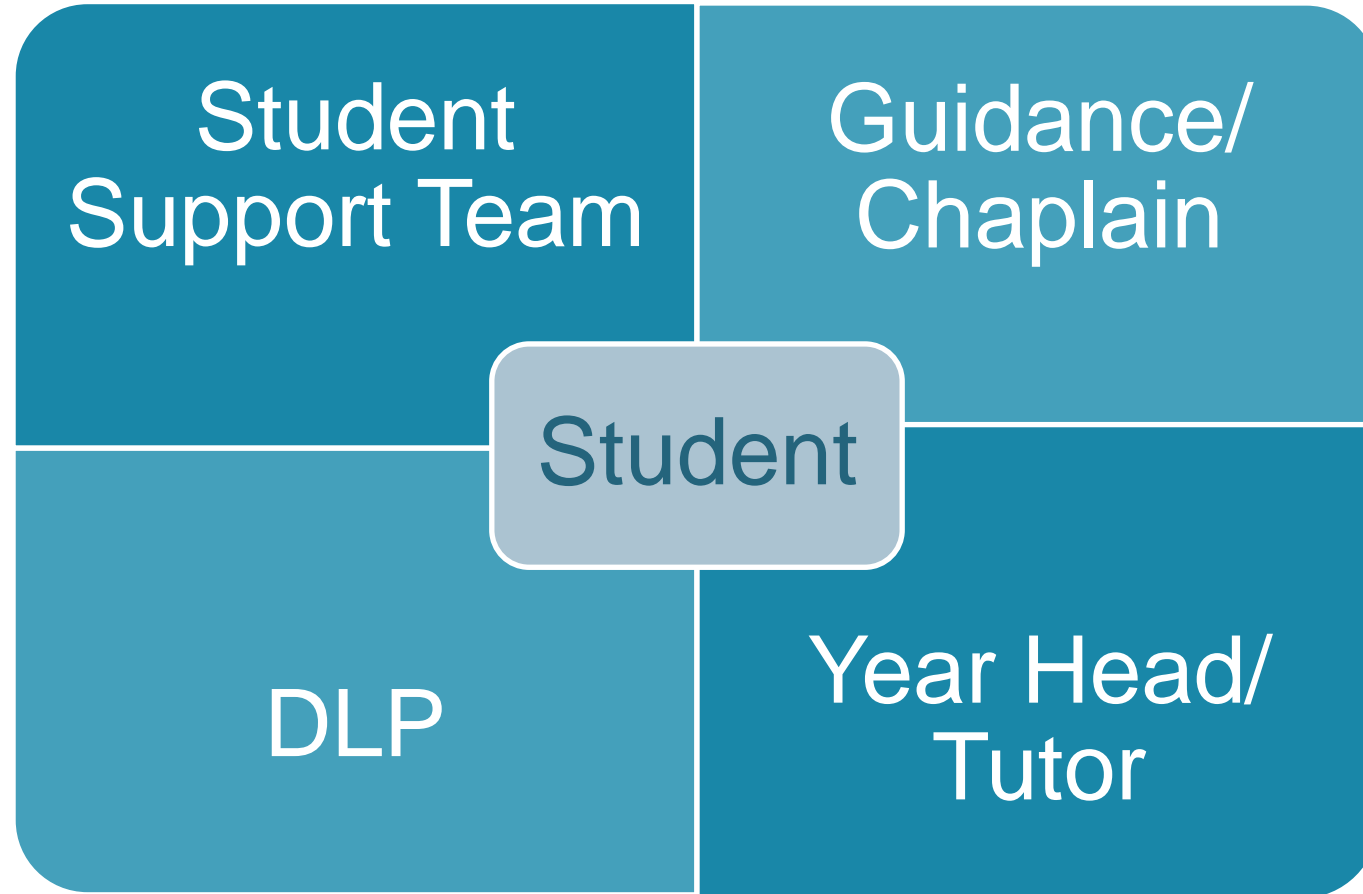 Student
Support Team
Guidance/
Chaplain
Student
DLP
Year Head/
Tutor